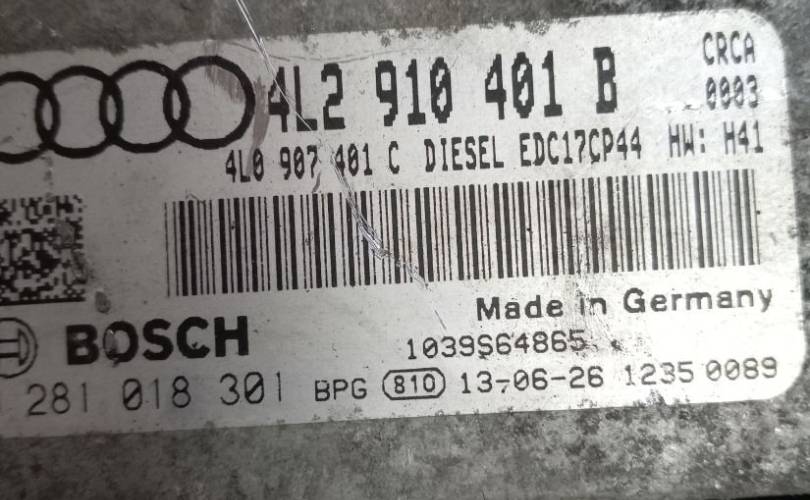 4L2 910 401 B
CRCA
0003
4L0 907 401 C DIESEL EDC17CP44 HW: H41
Made in Germany
BOSCH
1039S64865
281 018 301 BPG 810 13-06-26 1235 0089